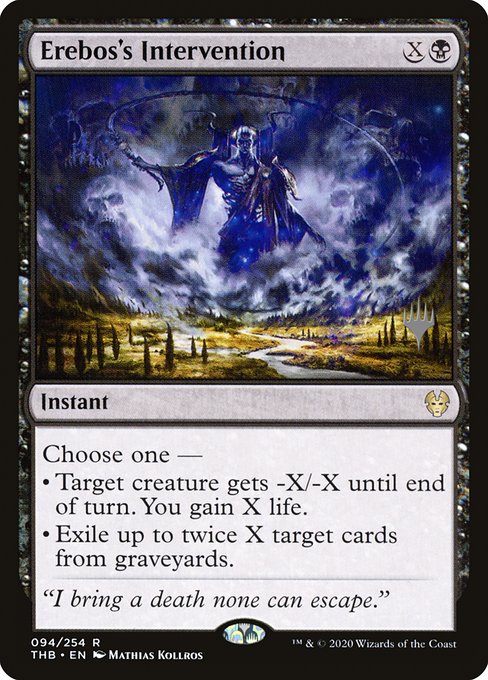 Erebos's Intervention X
Instant
Choose one —
• Target creature gets -X/-X until end
of turn. You gain X life.
• Exile up to twice X target cards
from graveyards.
“I bring a death none can escape.”
094/254 R
THB • EN Mathias Kollros
™ & © 2020 Wizards of the Coast